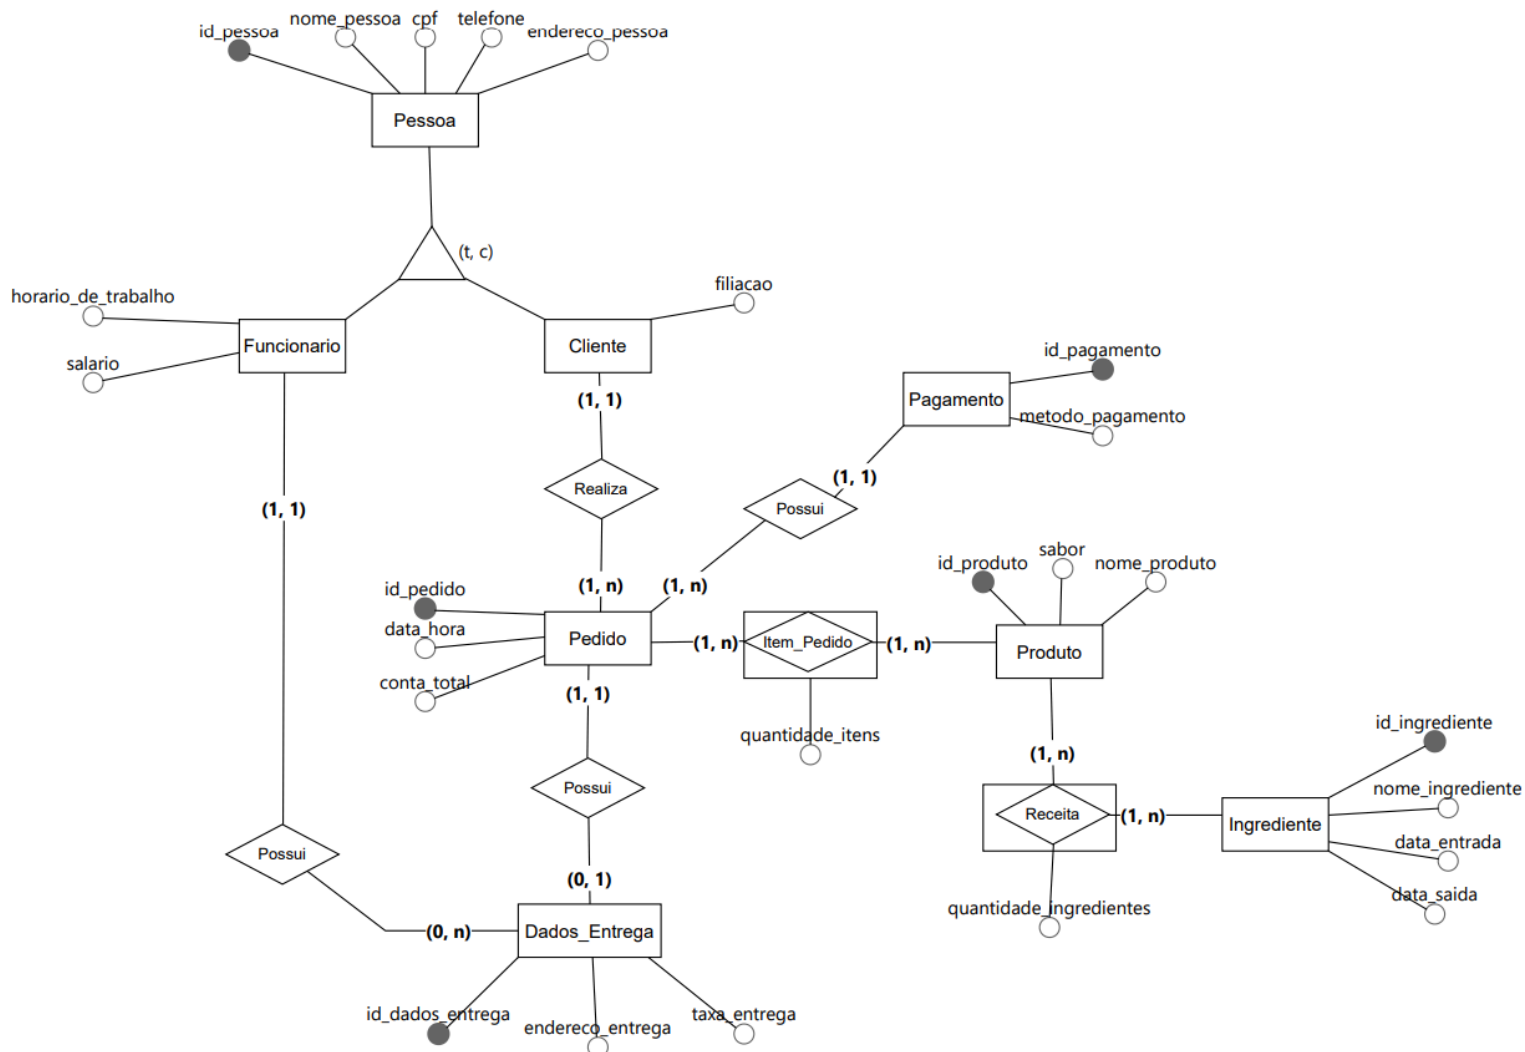 nome_pessoa
cpf
telefone
id_pessoa
endereco_pessoa
Pessoa
(t, c)
horario_de_trabalho
filiacao
Funcionario
Cliente
salario
id_pagamento
Pagamento
metodo_pagamento
(1, 1)
(1, 1)
Realiza
(1, 1)
Possui
sabor
id_produto
nome_produto
id_pedido
(1, n)
(1, n)
data_hora
Pedido
(1, n)
Item_Pedido
(1, n)
Produto
conta_total
(1, 1)
quantidade_itens
id_ingrediente
(1, n)
Possui
nome_ingrediente
Receita
(1, n)
Ingrediente
data_entrada
Possui
(0, 1)
data_saida
quantidade_ingredientes
(0, n)
Dados_Entrega
id_dados_entrega
endereco_entrega
taxa_entrega